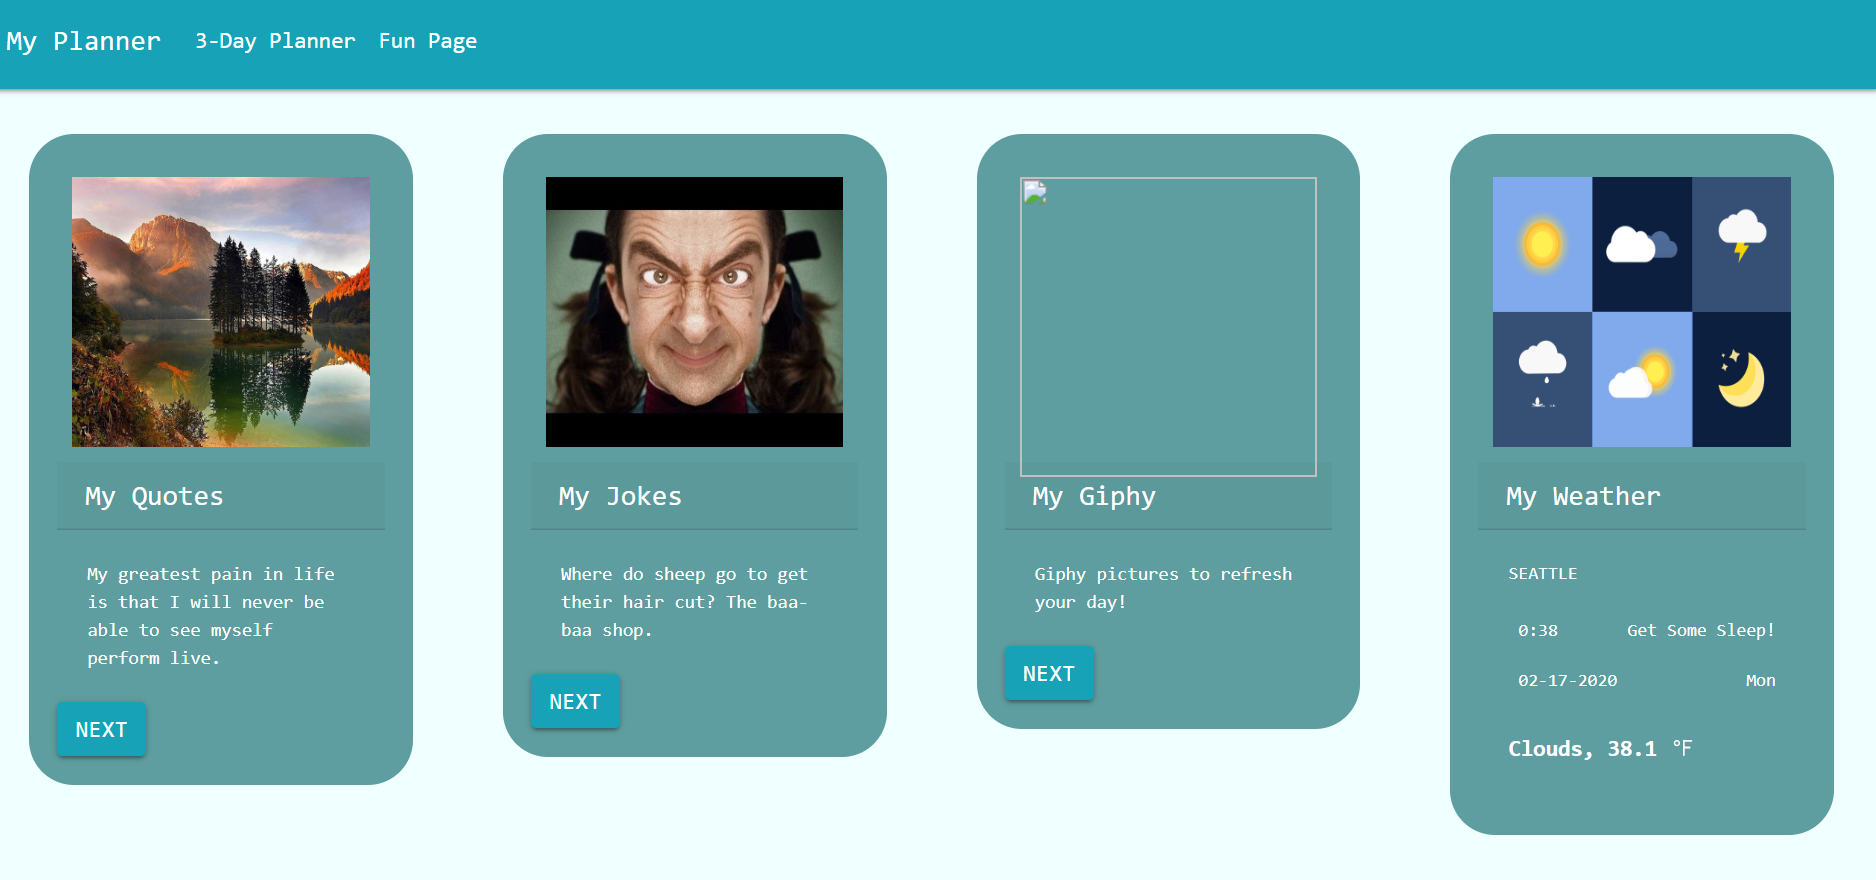 My Planner 3-Day Planner Fun Page
My Quotes
My greatest pain in life
is that I will never be
able to see myself
perform live.
NEXT
My Jokes
Where do sheep go to get
their hair cut? The baa-
baa shop.
NEXT
My Giphy
Giphy pictures to refresh
your day!
NEXT
My Weather
SEATTLE
0:38 Get Some Sleep!
02-17-2020 Mon
Clouds, 38.1 °F